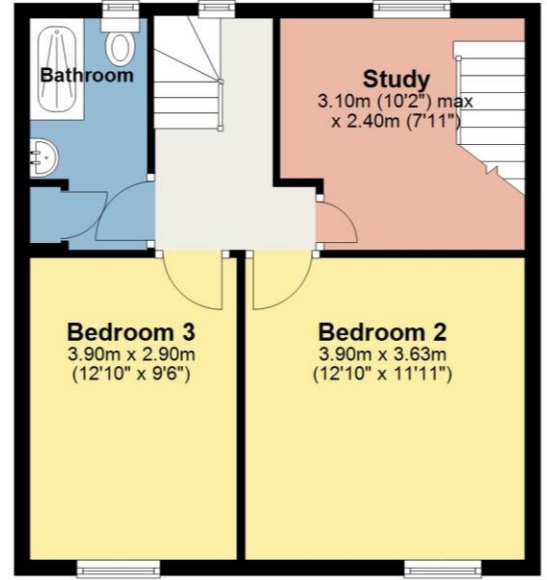 Bathroom
Study
3.10m (10'2") max
x 2.40m (7'11")
Bedroom 3
3.90m x 2.90m
(12'10" x 9'6")
Bedroom 2
3.90m x 3.63m
(12'10" x 11'11")